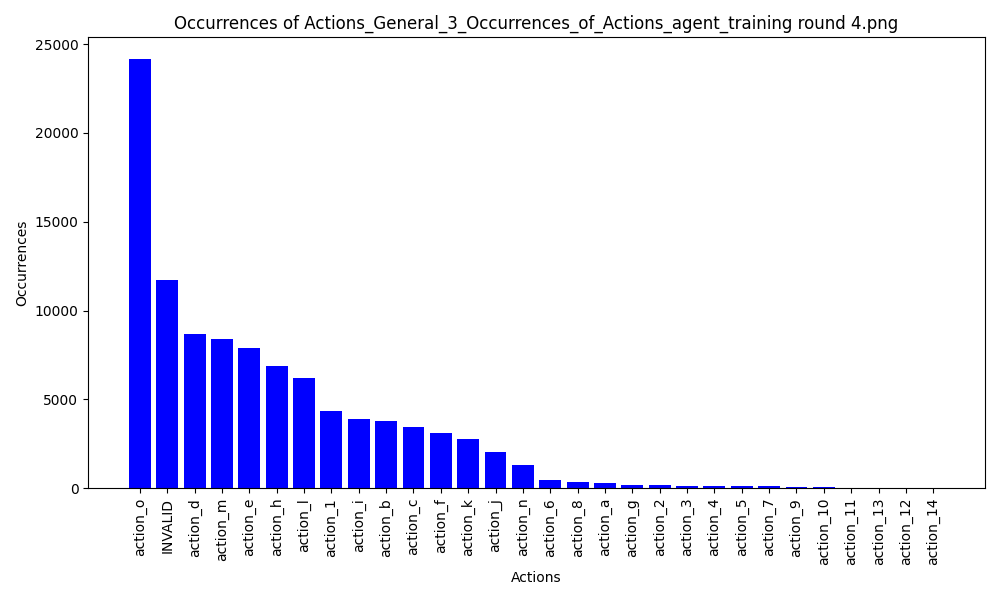 Occurrences of Actions_General_3_Occurrences_of_Actions_agent_training round 4.png
Occurrences
25000
20000
15000
10000
5000
0
action_o
INVALID
action_d
action_m
action_e
action_h
action_l
action_1
action_i
action_b
action_c
action_f
action_k
action_j
action_n
action_6
action_8
action_a
action_g
action_2
action_3
action_4
action_5
action_7
action_9
action_10
action_11
action_13
action_12
action_14
Actions